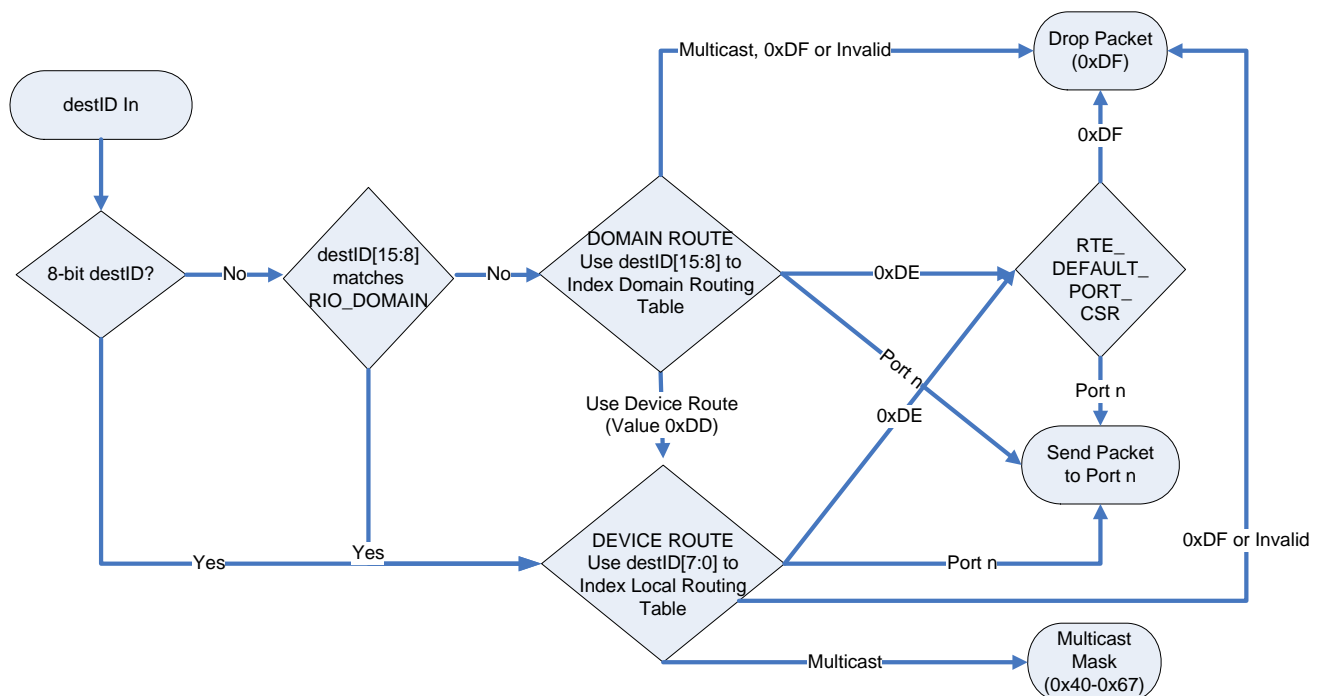 Multicast, 0xDF or Invalid
Drop Packet
(0xDF)
destID In
0xDF
8-bit destID?
No
destID[15:8]
matches
RIO_DOMAIN
No
DOMAIN ROUTE
Use destID[15:8] to
Index Domain Routing
Table
0xDE
RTE_
DEFAULT_
PORT_
CSR
Port n
Use Device Route
(Value 0xDD)
0xDE
Port n
Send Packet
to Port n
Yes
Yes
DEVICE ROUTE
Use destID[7:0] to
Index Local Routing
Table
Port n
0xDF or Invalid
Multicast
Multicast
Mask
(0x40-0x67)